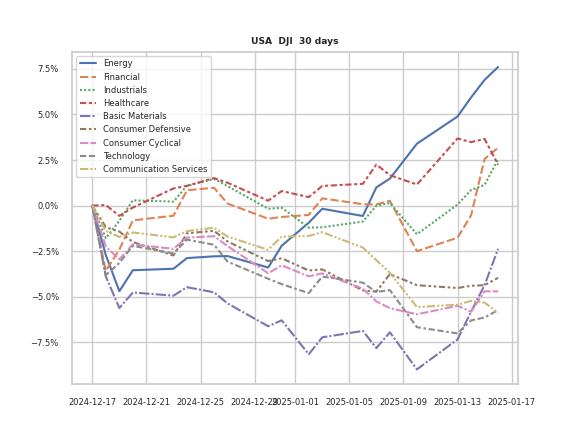 USA DJI 30 days
7.5%
5.0%
2.5%
0.0%
−2.5%
−5.0%
−7.5%
Energy
Financial
Industrials
Healthcare
Basic Materials
Consumer Defensive
Consumer Cyclical
Technology
Communication Services
2024-12-17 2024-12-21 2024-12-25 2024-12-29 2025-01-01 2025-01-05 2025-01-09 2025-01-13 2025-01-17